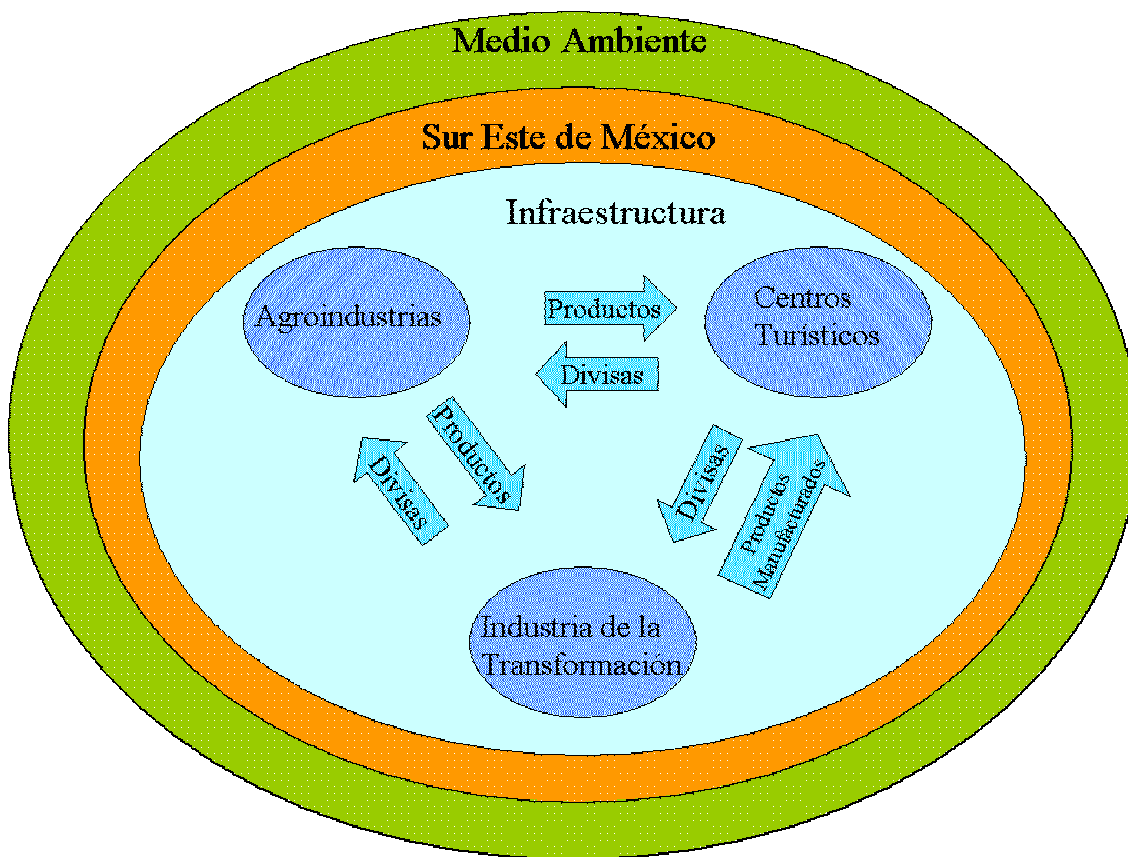 Medio Ambiente
Sur Este de México
Infraestructura
Agroindustrias
Productos
Centros
Turísticos
Divisas
Productos
Divisas
Divisas
Productos
Manufacturados
Industria de la
Transformación